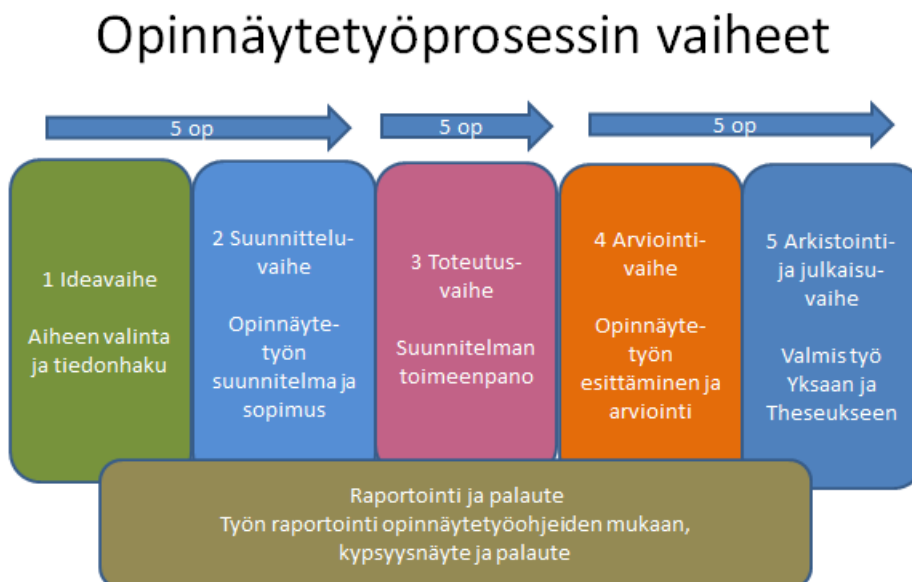 Opinnäytetyöprosessin vaiheet
5 op
5 op
5 op
1 Ideavaihe
Aiheen valinta
ja tiedonhaku
2 Suunnittelu-
vaihe
Opinnäyte-
työn
suunnitelma ja
sopimus
3 Toteutus-
vaihe
Suunnitelman
toimeenpano
4 Arviointi-
vaihe
Opinnäyte-
työn
esittäminen ja
arviointi
5 Arkistointi-
ja julkaisu-
vaihe
Valmis työ
Yksaan ja
Theseukseen
Raportointi ja palaute
Työn raportointi opinnäytetyöohjeiden mukaan,
kypsyysnäyte ja palaute